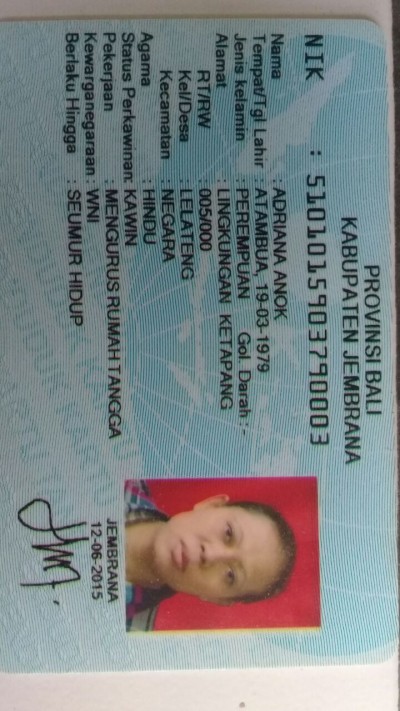 PROVINSI BALI
KABUPATEN JEMBRANA
NIK : 5101015903790003
Nama : ADRIANA ANOK
Tempat/Tgl Lahir : ATAMBUA, 19-03-1979
Jenis kelamin : PEREMPUAN Gol. Darah : -
Alamat : LINGKUNGAN KETAPANG
RT/RW : 005/000
Kel/Desa : LELATENG
Kecamatan : NEGARA
Agama : HINDU
Status Perkawinan: KAWIN
Pekerjaan : MENGURUS RUMAH TANGGA
Kewarganegaraan: WNI
Berlaku Hingga : SEUMUR HIDUP
JEMBRANA
12-06-2015